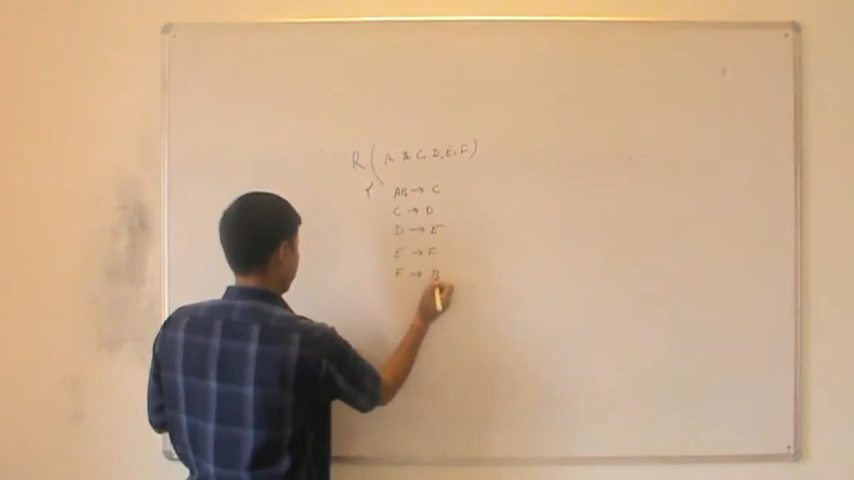 R(A, B, C, D, E, F)
{ AB → C
C → D
D → E
E → F
F → B